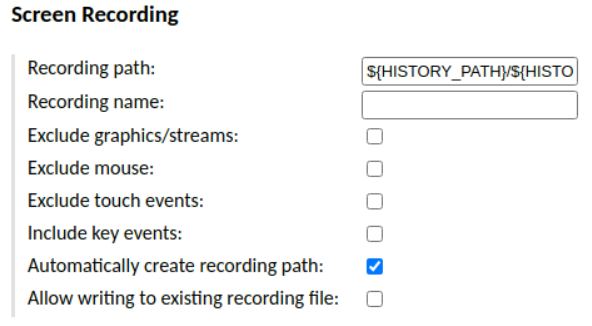 Screen Recording
Recording path: ${HISTORY_PATH}/${HISTO
Recording name:
Exclude graphics/streams:
Exclude mouse:
Exclude touch events:
Include key events:
Automatically create recording path:
Allow writing to existing recording file: